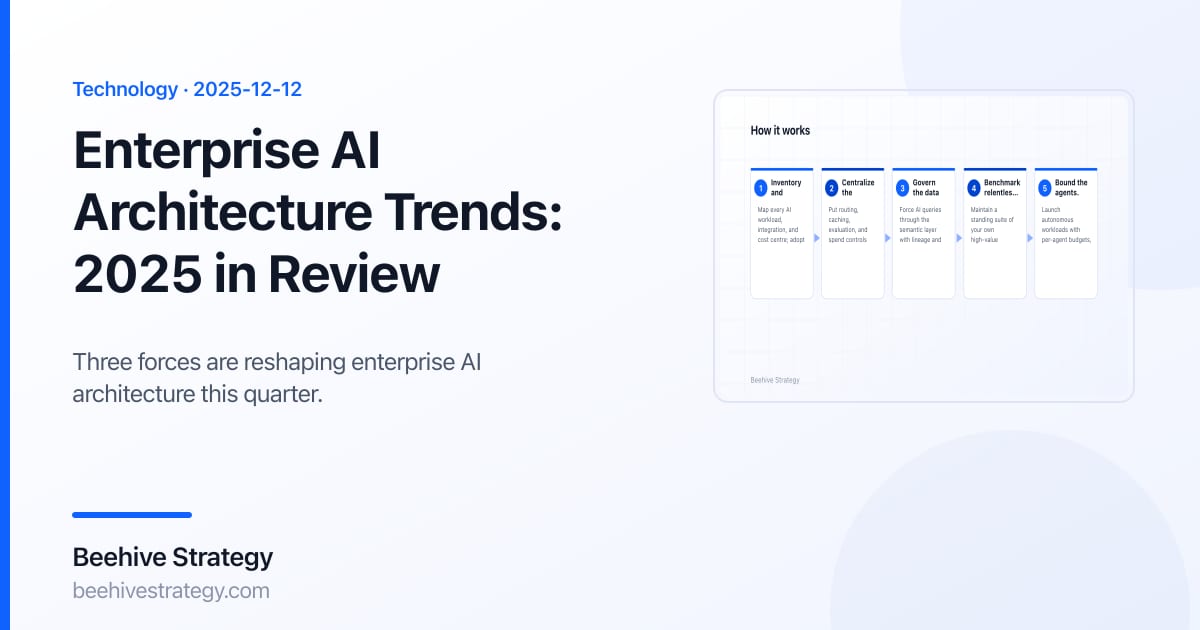 Technology · 2025-12-12
Enterprise AI
Architecture Trends:
2025 in Review
Three forces are reshaping enterprise AI
architecture this quarter.
Beehive Strategy
beehivestrategy.com
How it works
1
Inventory
and
Map every AI
workload,
integration, and
cost centre; adopt
2
Centralize
the
Put routing,
caching,
evaluation, and
spend controls
3
Govern
the data
Force AI queries
through the
semantic layer
with lineage and
4
Benchmark
relentles...
Maintain a
standing suite of
your own
high-value
5
Bound the
agents.
Launch
autonomous
workloads with
per-agent budgets,
Beehive Strategy